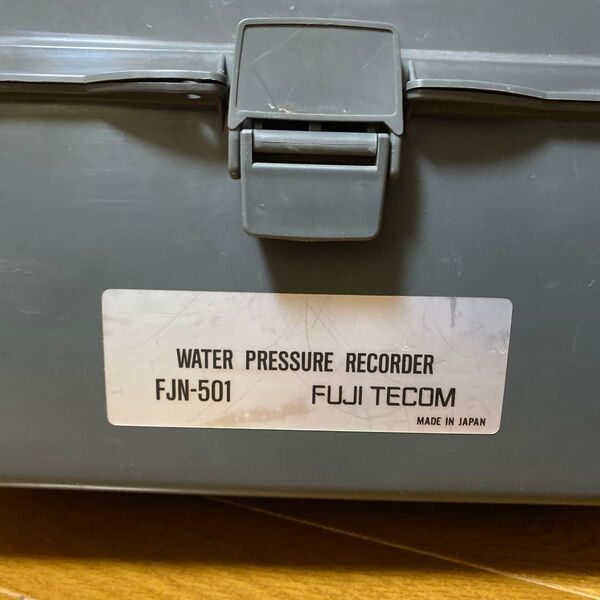 WATER PRESSURE RECORDER
FJN-501 FUJI TECOM
MADE IN JAPAN